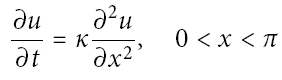 ∂u/∂t = κ ∂²u/∂x², 0 < x < π